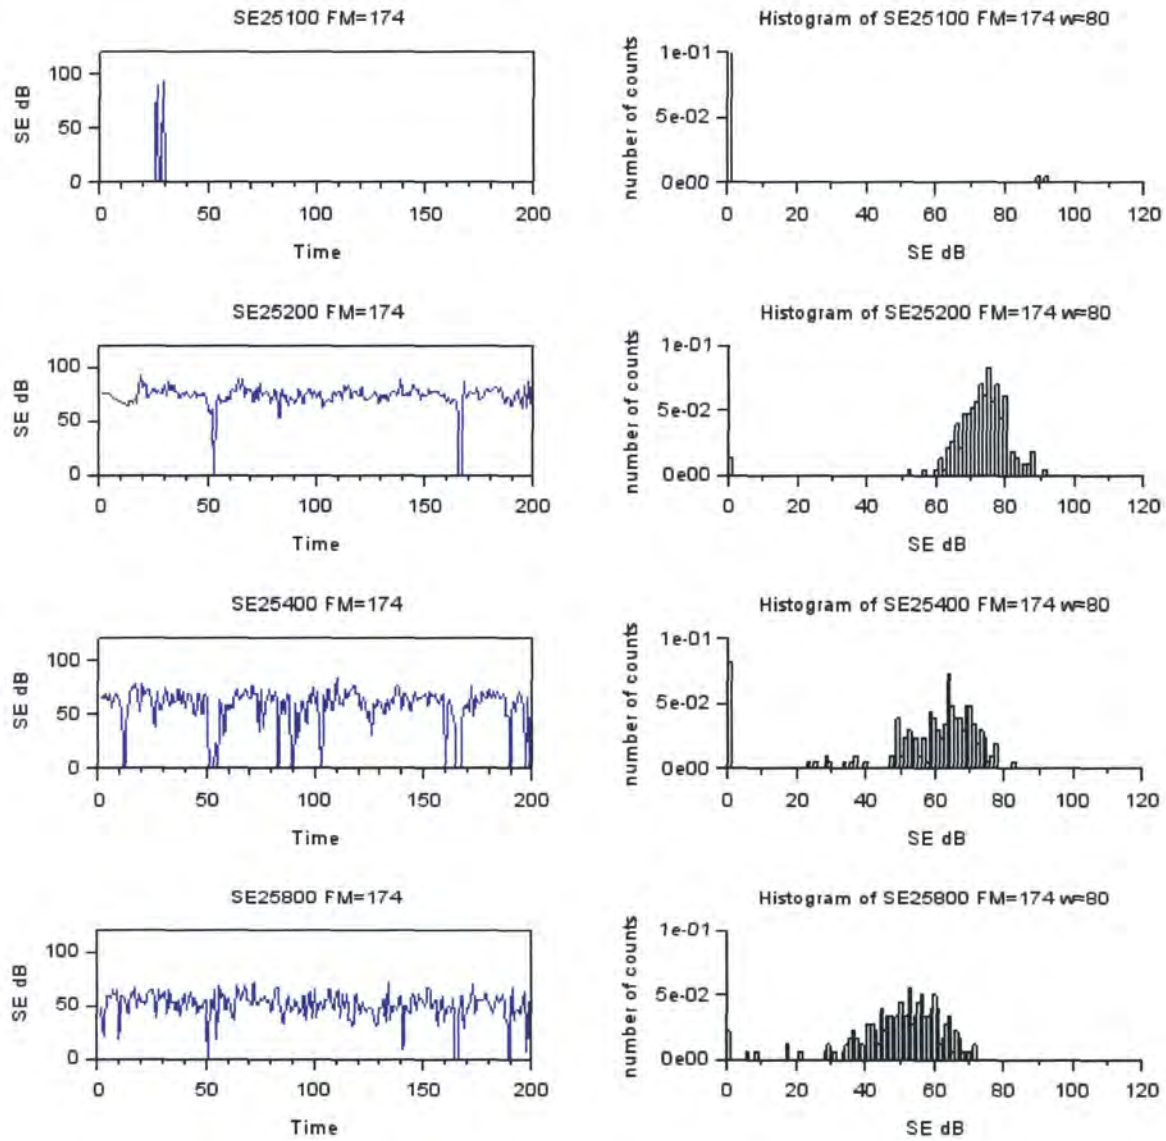 SE25100 FM=174
SE dB
100
50
0
0 50 100 150 200
Time
Histogram of SE25100 FM=174 w=80
number of counts
1e-01
5e-02
0e00
0 20 40 60 80 100 120
SE dB
SE25200 FM=174
SE dB
100
50
0
0 50 100 150 200
Time
Histogram of SE25200 FM=174 w=80
number of counts
1e-01
5e-02
0e00
0 20 40 60 80 100 120
SE dB
SE25400 FM=174
SE dB
100
50
0
0 50 100 150 200
Time
Histogram of SE25400 FM=174 w=80
number of counts
1e-01
5e-02
0e00
0 20 40 60 80 100 120
SE dB
SE25800 FM=174
SE dB
100
50
0
0 50 100 150 200
Time
Histogram of SE25800 FM=174 w=80
number of counts
1e-01
5e-02
0e00
0 20 40 60 80 100 120
SE dB